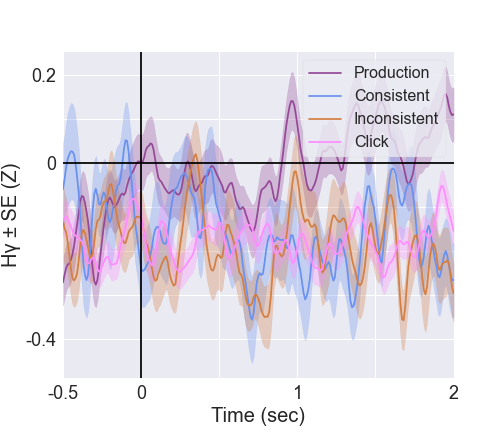 Production
Consistent
Inconsistent
Click
0.2
0
-0.4
Hγ ± SE (Z)
-0.5 0 1 2
Time (sec)